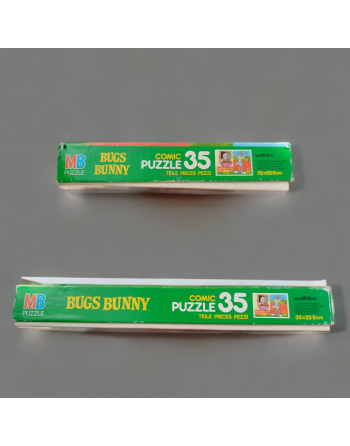 MB
PUZZLE
BUGS
BUNNY
COMIC
PUZZLE 35
TEILE PIECES PEZZI
MB
PUZZLE
BUGS BUNNY
COMIC
PUZZLE 35
TEILE PIECES PEZZI